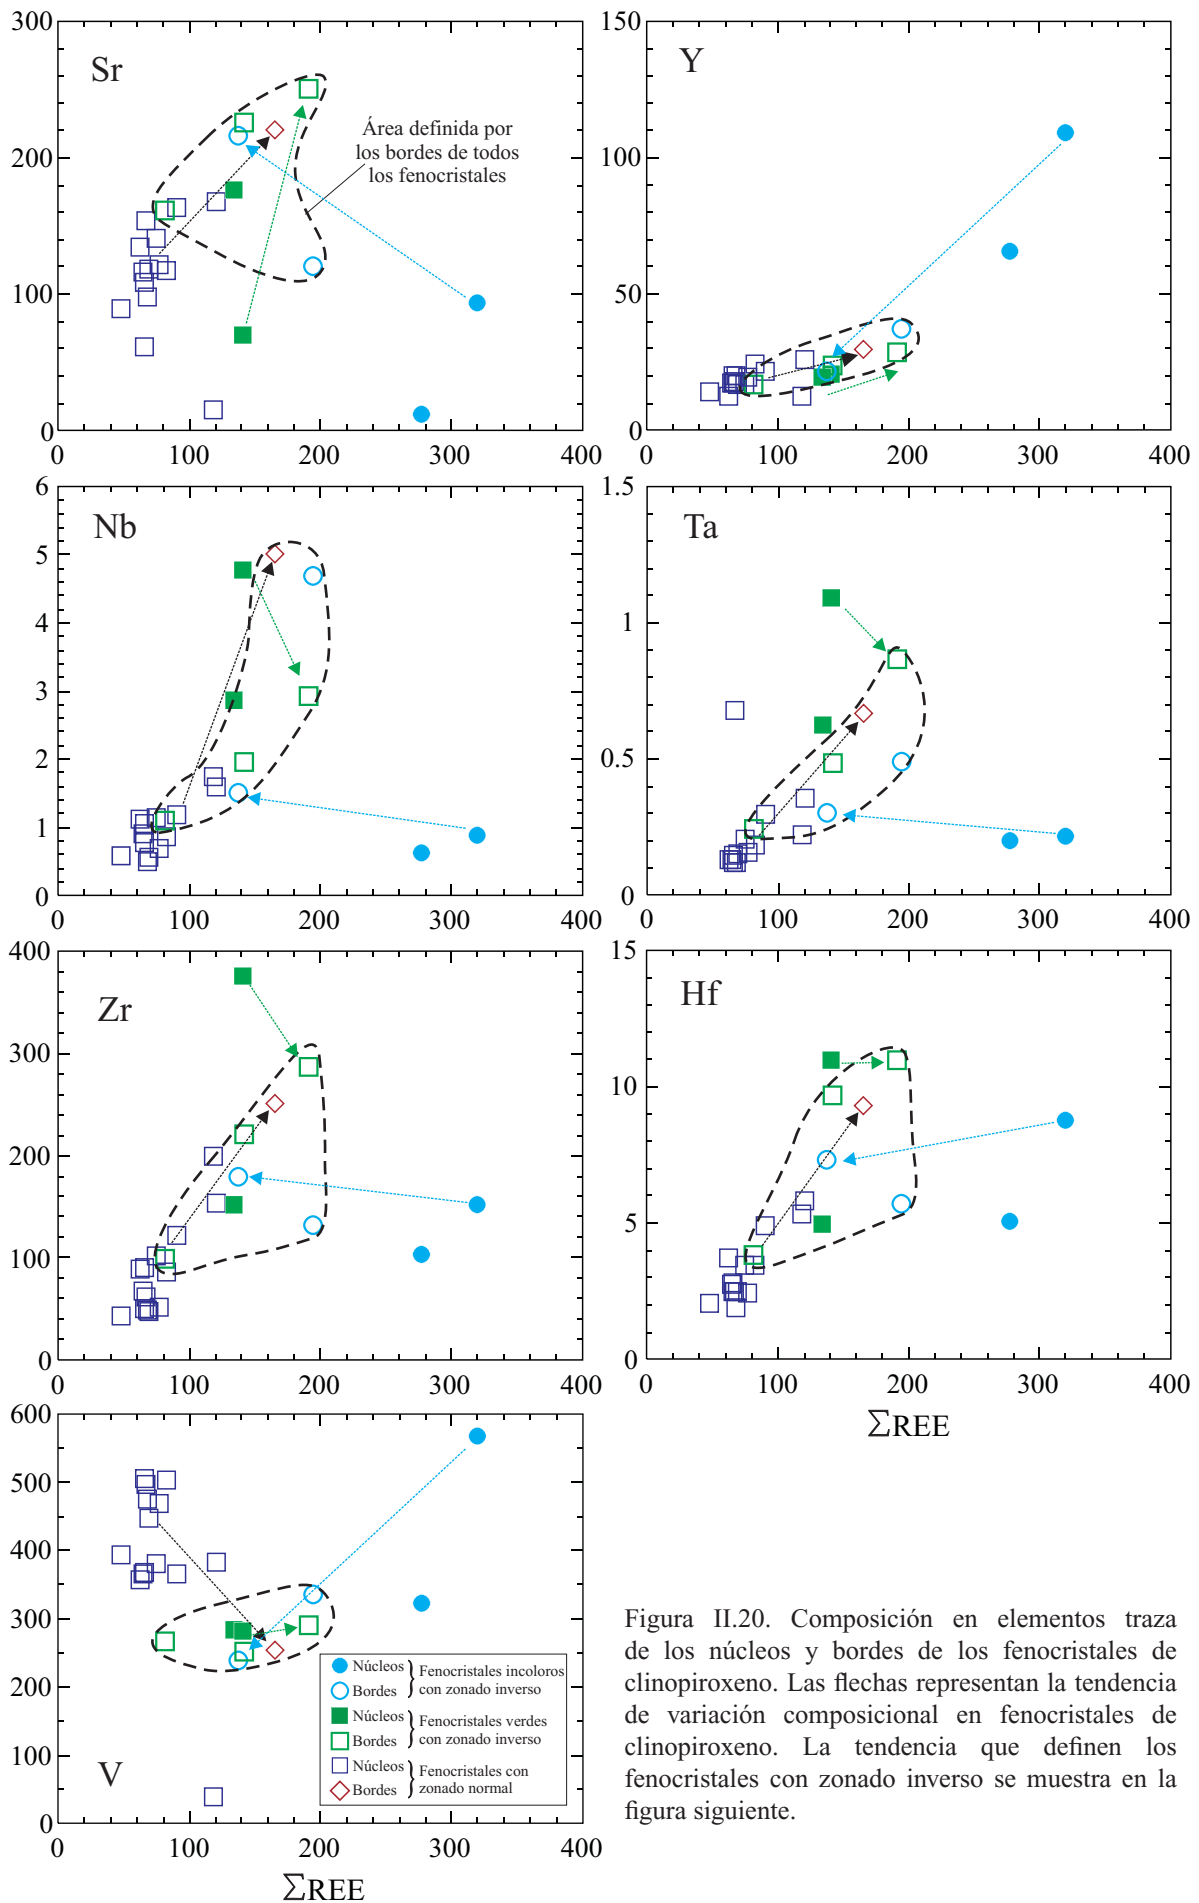 300
200
100
0
Sr
Área definida por
los bordes de todos
los fenocristales
0 100 200 300 400
150
100
50
0
Y
0 100 200 300 400
6
5
4
3
2
1
0
Nb
0 100 200 300 400
1.5
1
0.5
0
Ta
0 100 200 300 400
400
300
200
100
0
Zr
0 100 200 300 400
15
10
5
0
Hf
0 100 200 300 400
ΣREE
600
500
400
300
200
100
0
V
Núcleos
Bordes
Fenocristales incoloros
con zonado inverso
Núcleos
Bordes
Fenocristales verdes
con zonado inverso
Núcleos
Bordes
Fenocristales con
zonado normal
0 100 200 300 400
ΣREE
Figura II.20. Composición en elementos traza
de los núcleos y bordes de los fenocristales de
clinopiroxeno. Las flechas representan la tendencia
de variación composicional en fenocristales de
clinopiroxeno. La tendencia que definen los
fenocristales con zonado inverso se muestra en la
figura siguiente.